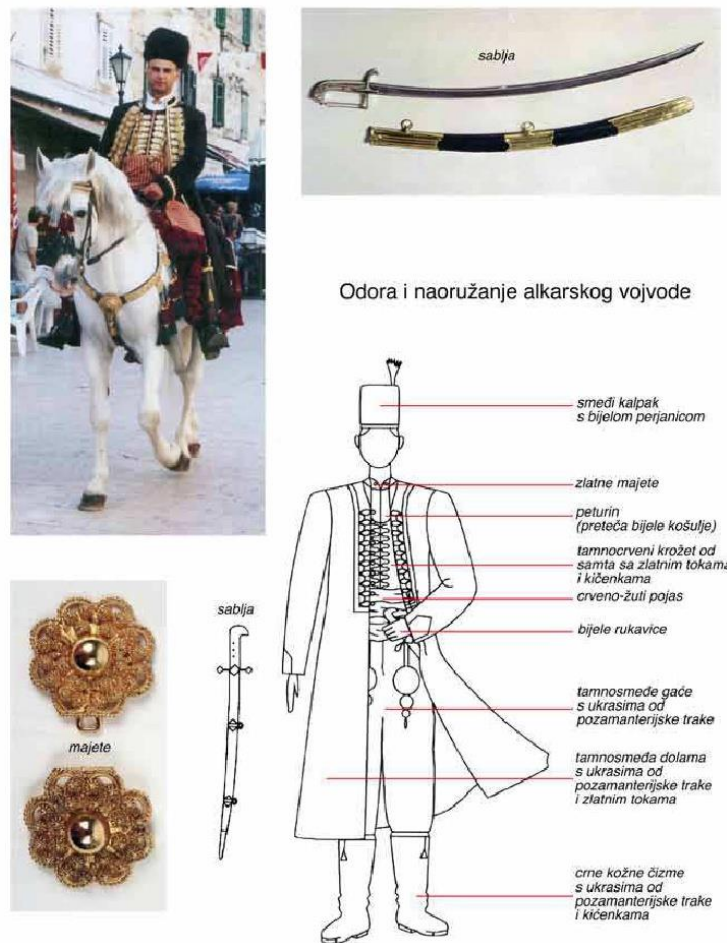 sablja
Odora i naoružanje alkarskog vojvode
smeđi kalpak
s bijelom perjanicom
zlatne majete
peturin
(preteča bijele košulje)
tamnocrveni krožet od
samta sa zlatnim tokama
i kičenkama
crveno-žuti pojas
bijele rukavice
tamnosmeđe gaće
s ukrasima od
pozamanterijske trake
tamnosmeđa dolama
s ukrasima od
pozamanterijske trake
i zlatnim tokama
crne kožne čizme
s ukrasima od
pozamanterijske trake
i kićenkama
sablja
majete